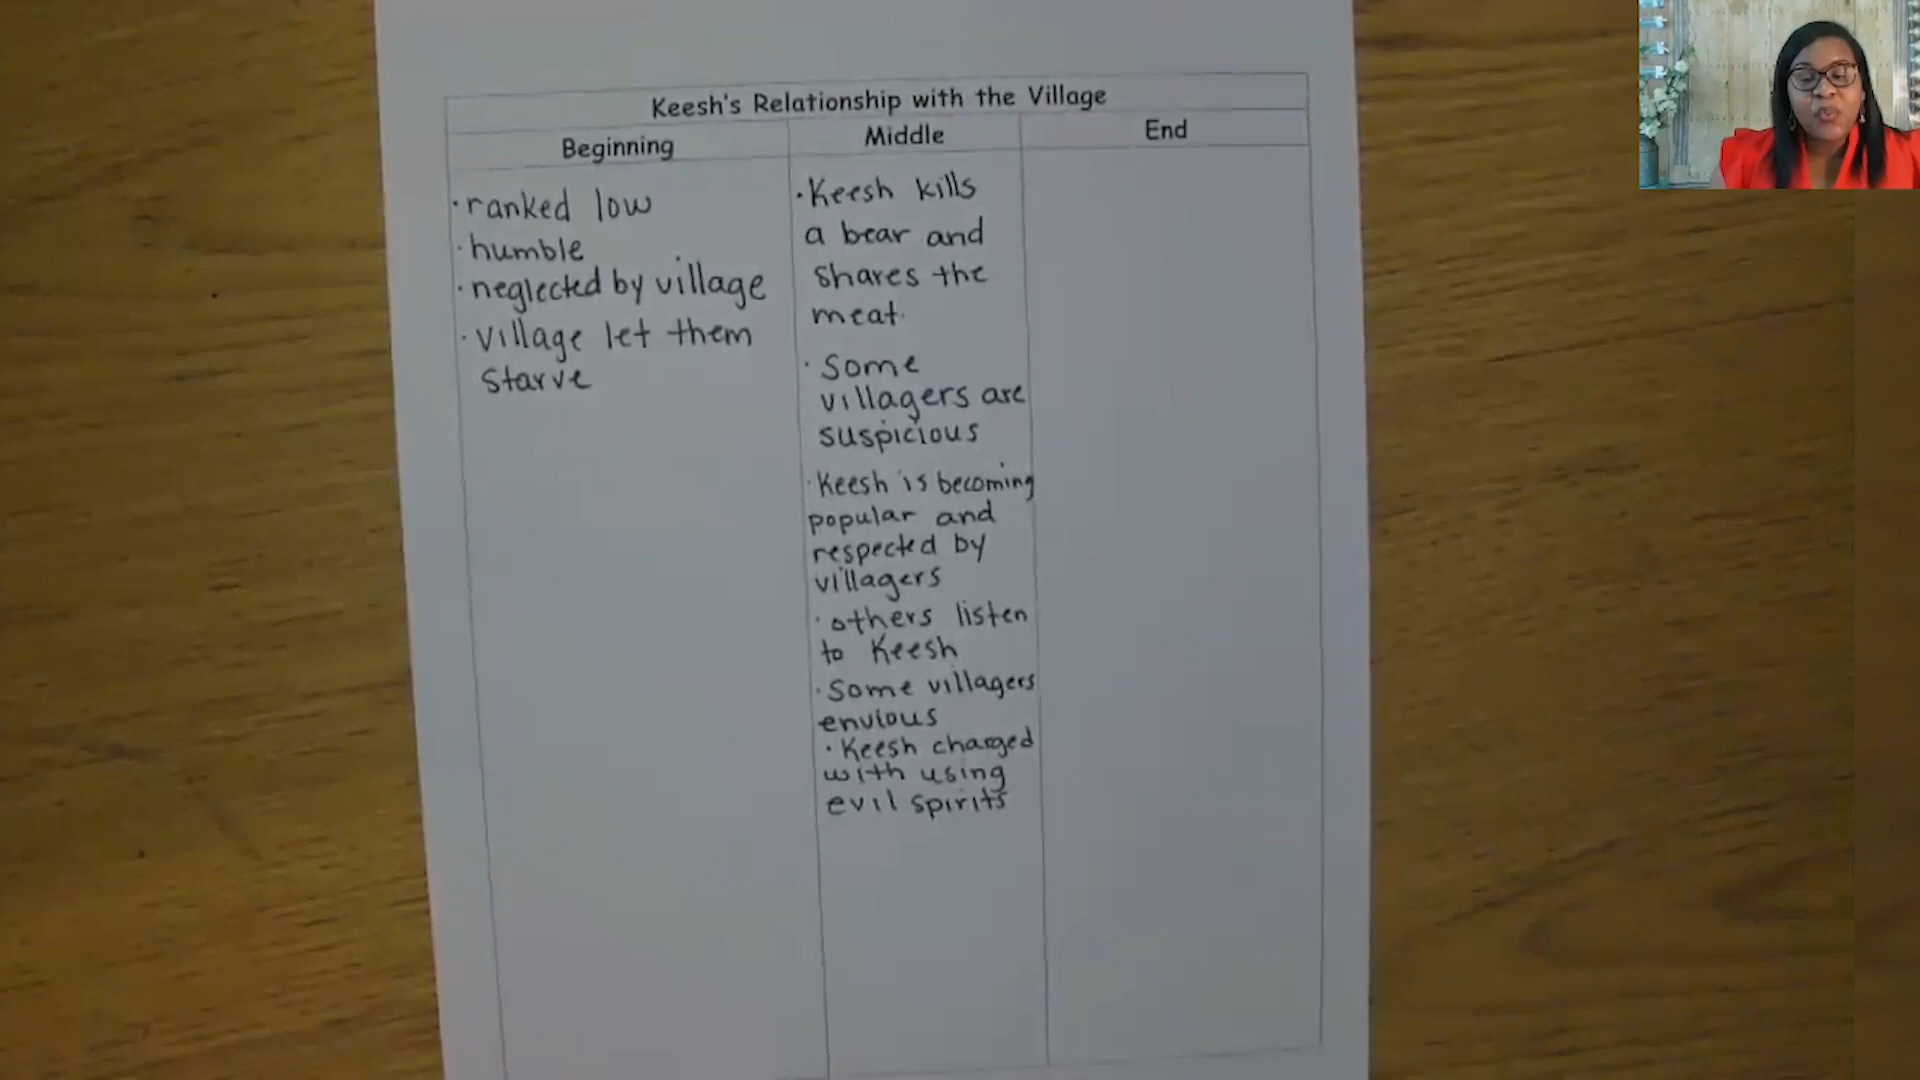 Keesh's Relationship with the Village
Beginning
Middle
End
·ranked low
·humble
·neglected by village
·village let them
starve
·Keesh kills
a bear and
shares the
meat.
·Some
villagers are
suspicious
·Keesh is becoming
popular and
respected by
villagers
·others listen
to Keesh
·Some villagers
envious
·Keesh charged
with using
evil spirits